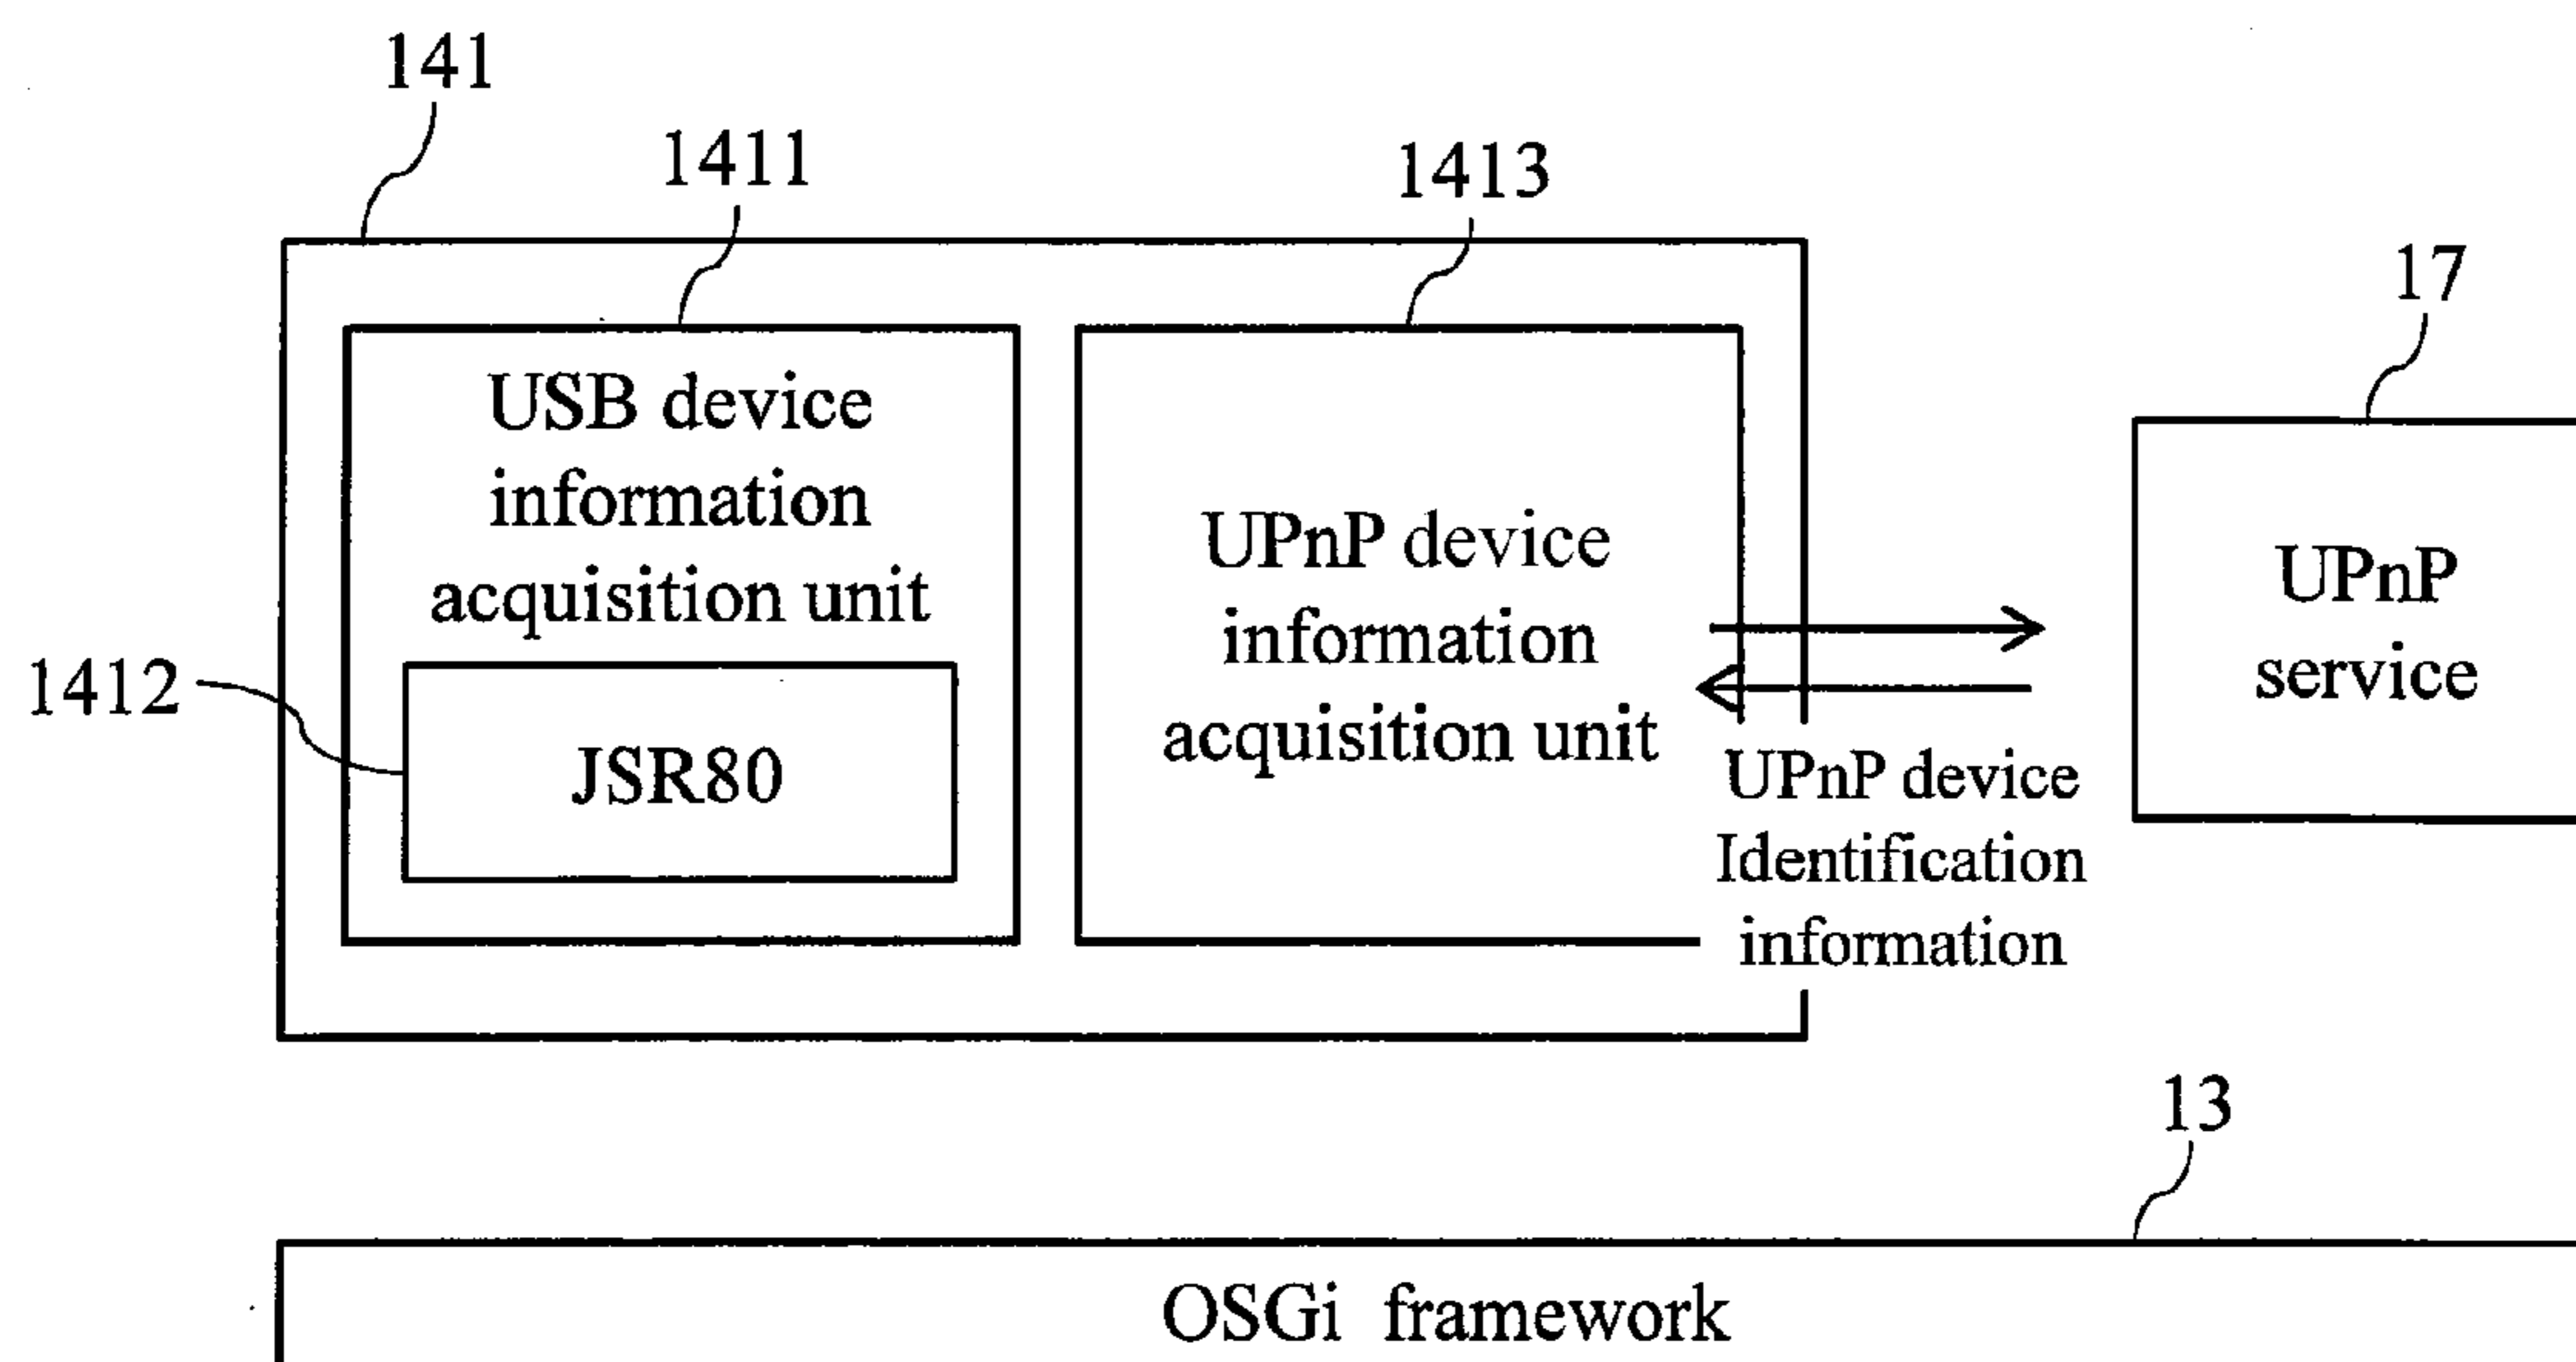 141
1411
1413
17
USB device
information
acquisition unit
1412
JSR80
UPnP device
information
acquisition unit
UPnP device
Identification
information
UPnP
service
13
OSGi framework